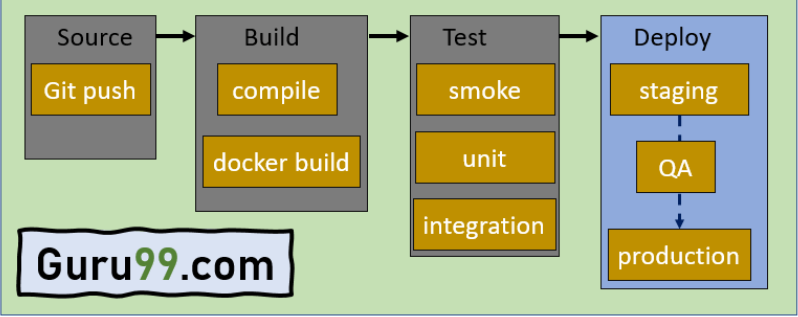 Source
Git push
Build
compile
docker build
Test
smoke
unit
integration
Deploy
staging
QA
production
Guru99.com